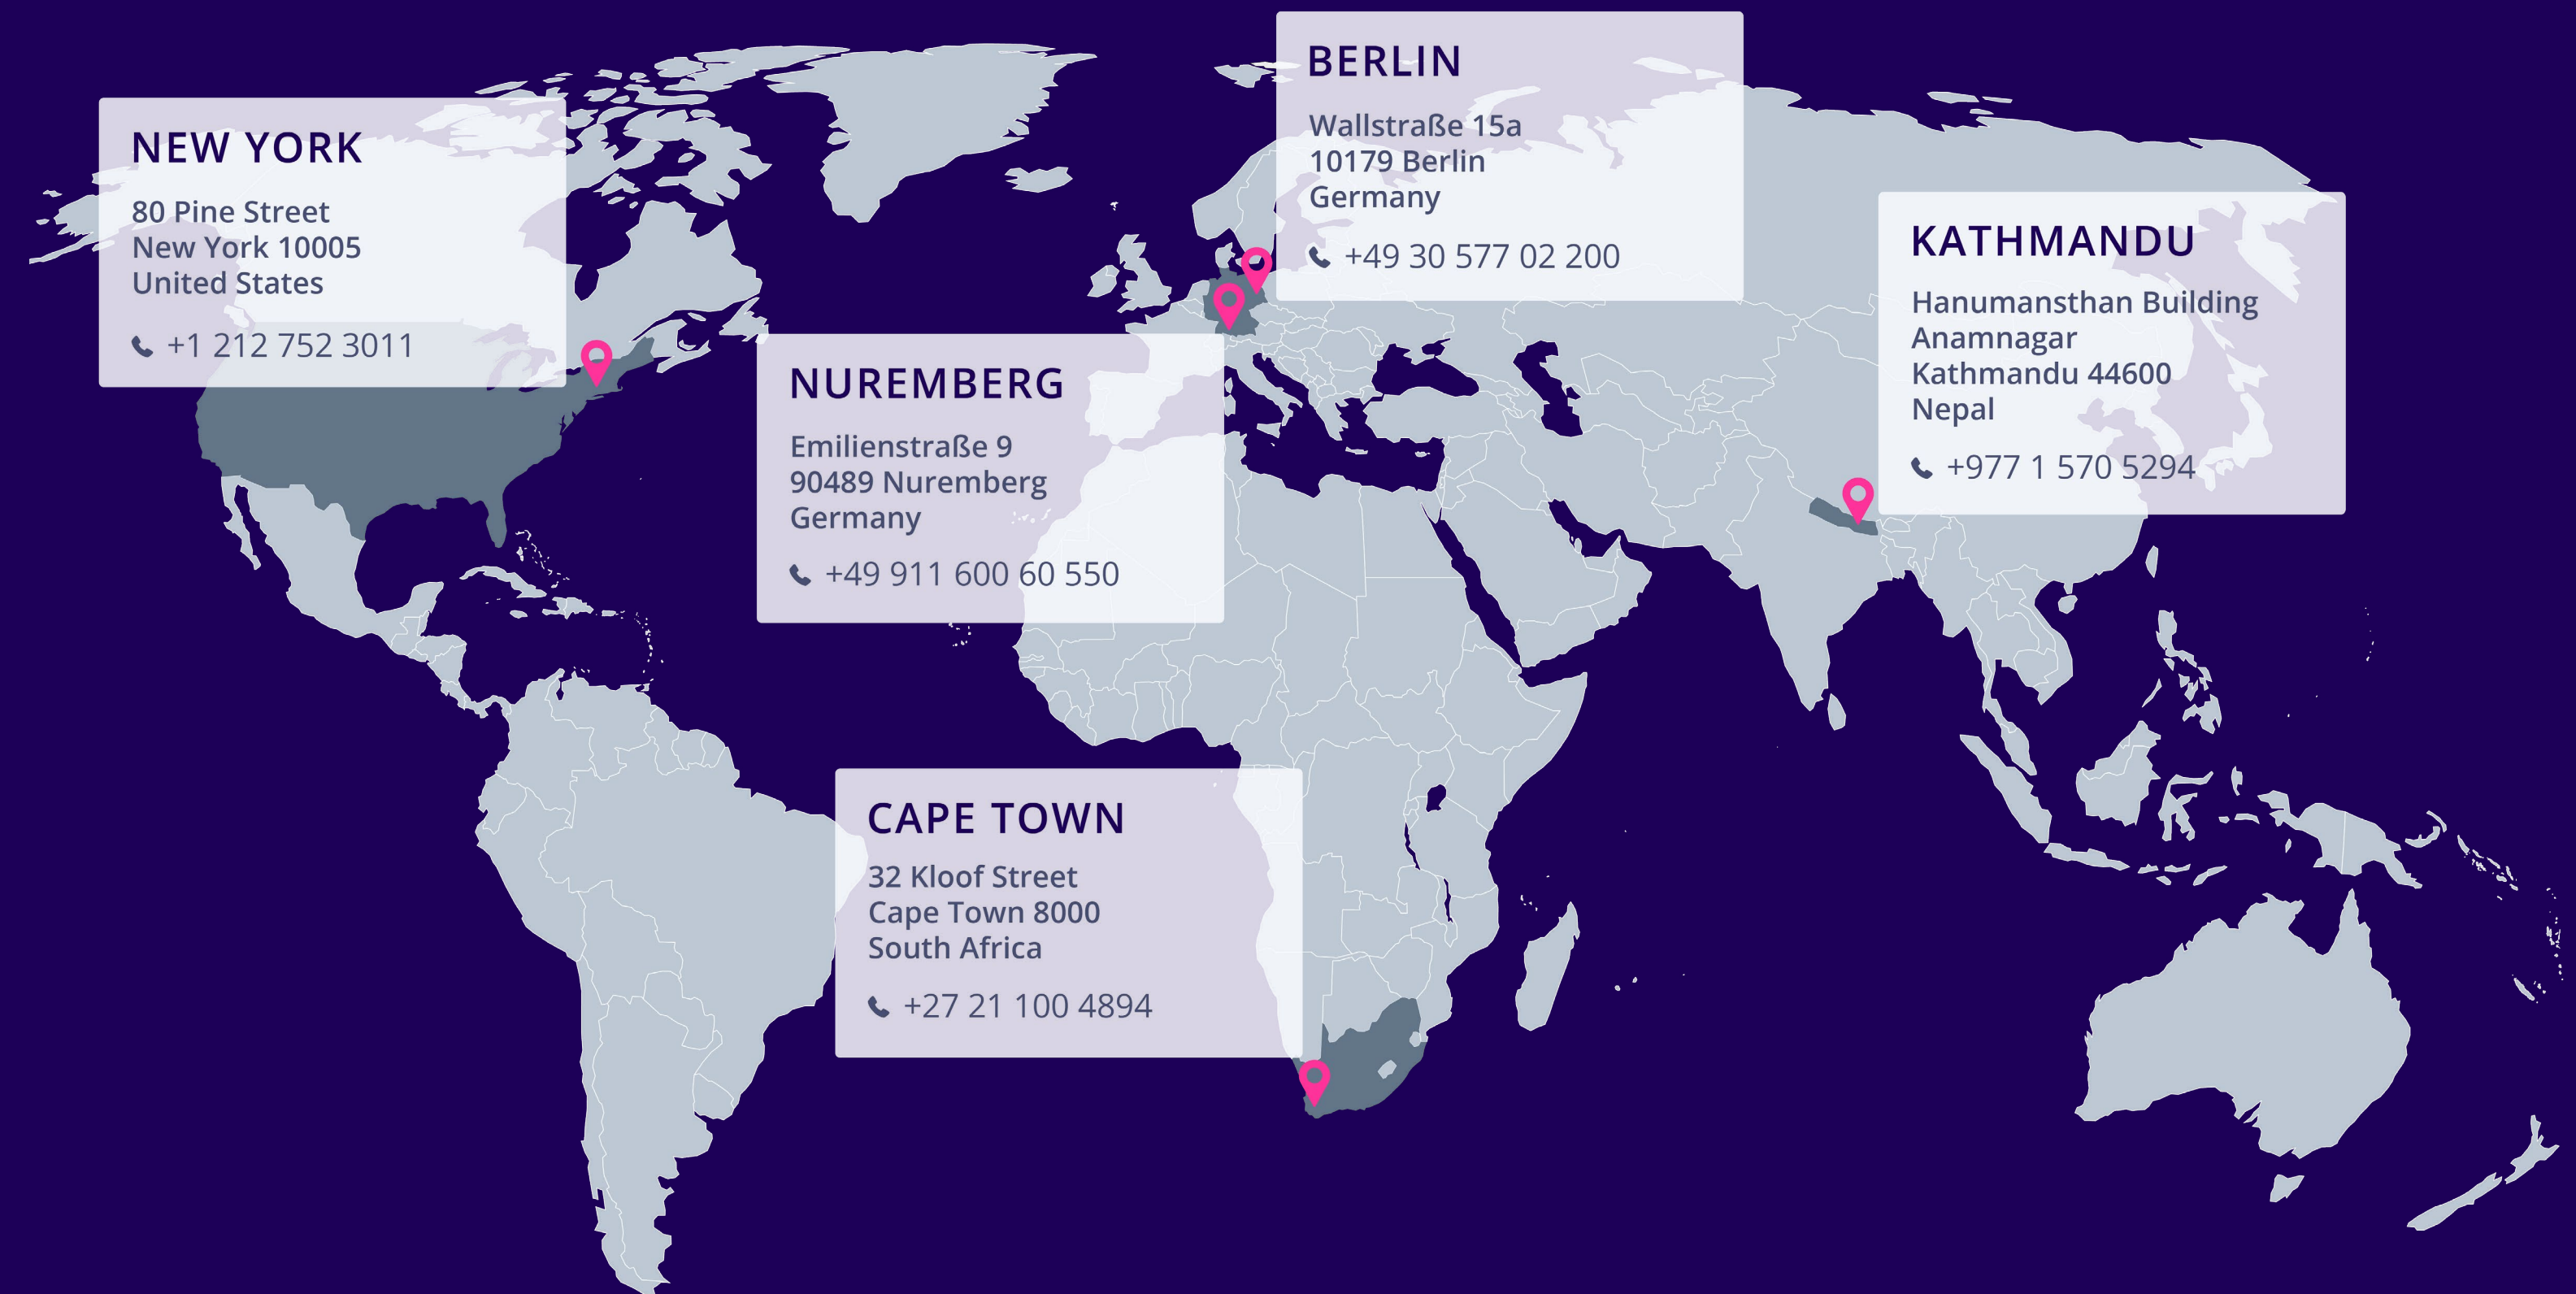 NEW YORK
80 Pine Street
New York 10005
United States
+1 212 752 3011
BERLIN
Wallstraße 15a
10179 Berlin
Germany
+49 30 577 02 200
KATHMANDU
Hanumansthan Building
Anamnagar
Kathmandu 44600
Nepal
+977 1 570 5294
NUREMBERG
Emilienstraße 9
90489 Nuremberg
Germany
+49 911 600 60 550
CAPE TOWN
32 Kloof Street
Cape Town 8000
South Africa
+27 21 100 4894